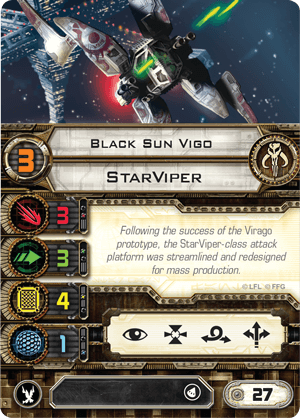 Black Sun Vigo
3
StarViper
3
Following the success of the Virago
prototype, the StarViper-class attack
platform was streamlined and redesigned
for mass production.
3
© LFL © FFG
4
1
27